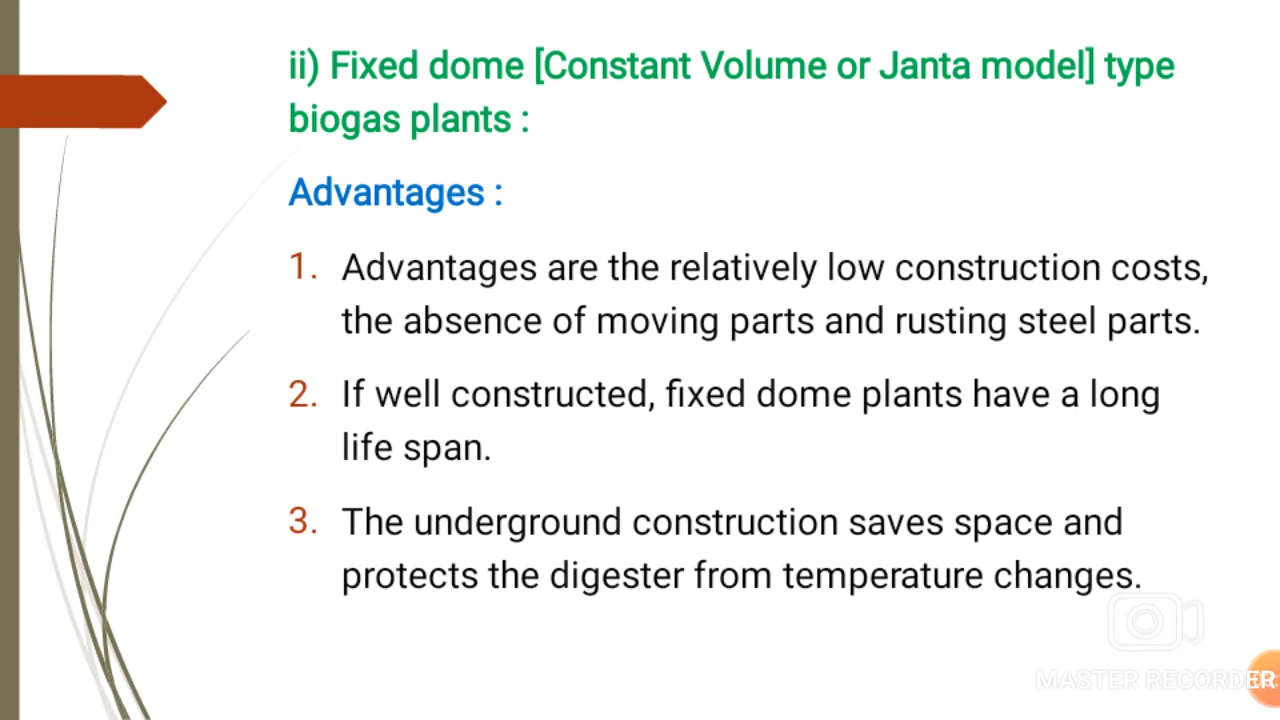 ii) Fixed dome [Constant Volume or Janta model] type
biogas plants :
Advantages :
1. Advantages are the relatively low construction costs,
the absence of moving parts and rusting steel parts.
2. If well constructed, fixed dome plants have a long
life span.
3. The underground construction saves space and
protects the digester from temperature changes.
MASTER RECORDER